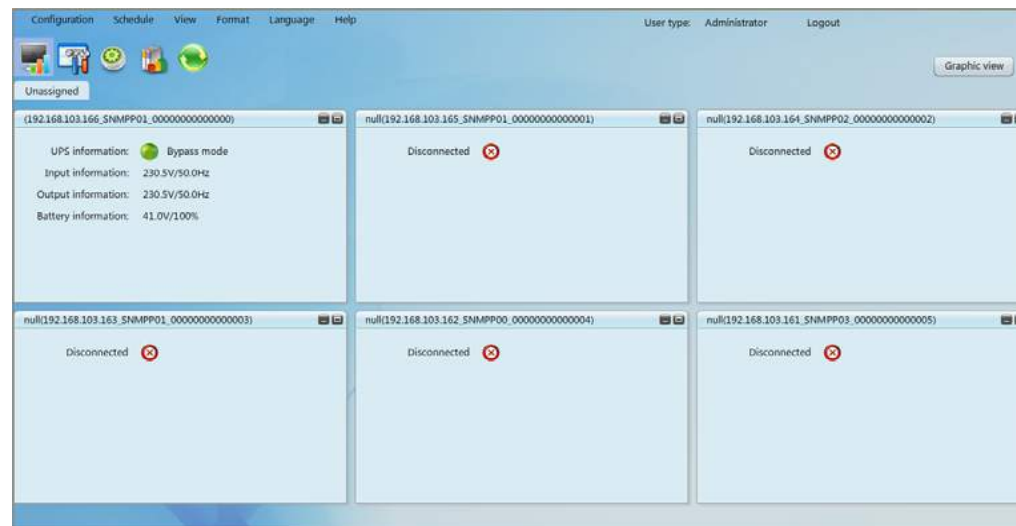 Configuration Schedule View Format Language Help User type: Administrator Logout
Graphic view
Unassigned
(192.168.103.166_SNMPP01_00000000000000) null(192.168.103.165_SNMPP01_00000000000001) null(192.168.103.164_SNMPP02_00000000000002)
UPS information: Bypass mode Disconnected Disconnected
Input information: 230.5V/50.0Hz
Output information: 230.5V/50.0Hz
Battery information: 41.0V/100%
null(192.168.103.163_SNMPP01_00000000000003) null(192.168.103.162_SNMPP00_00000000000004) null(192.168.103.161_SNMPP03_00000000000005)
Disconnected Disconnected Disconnected